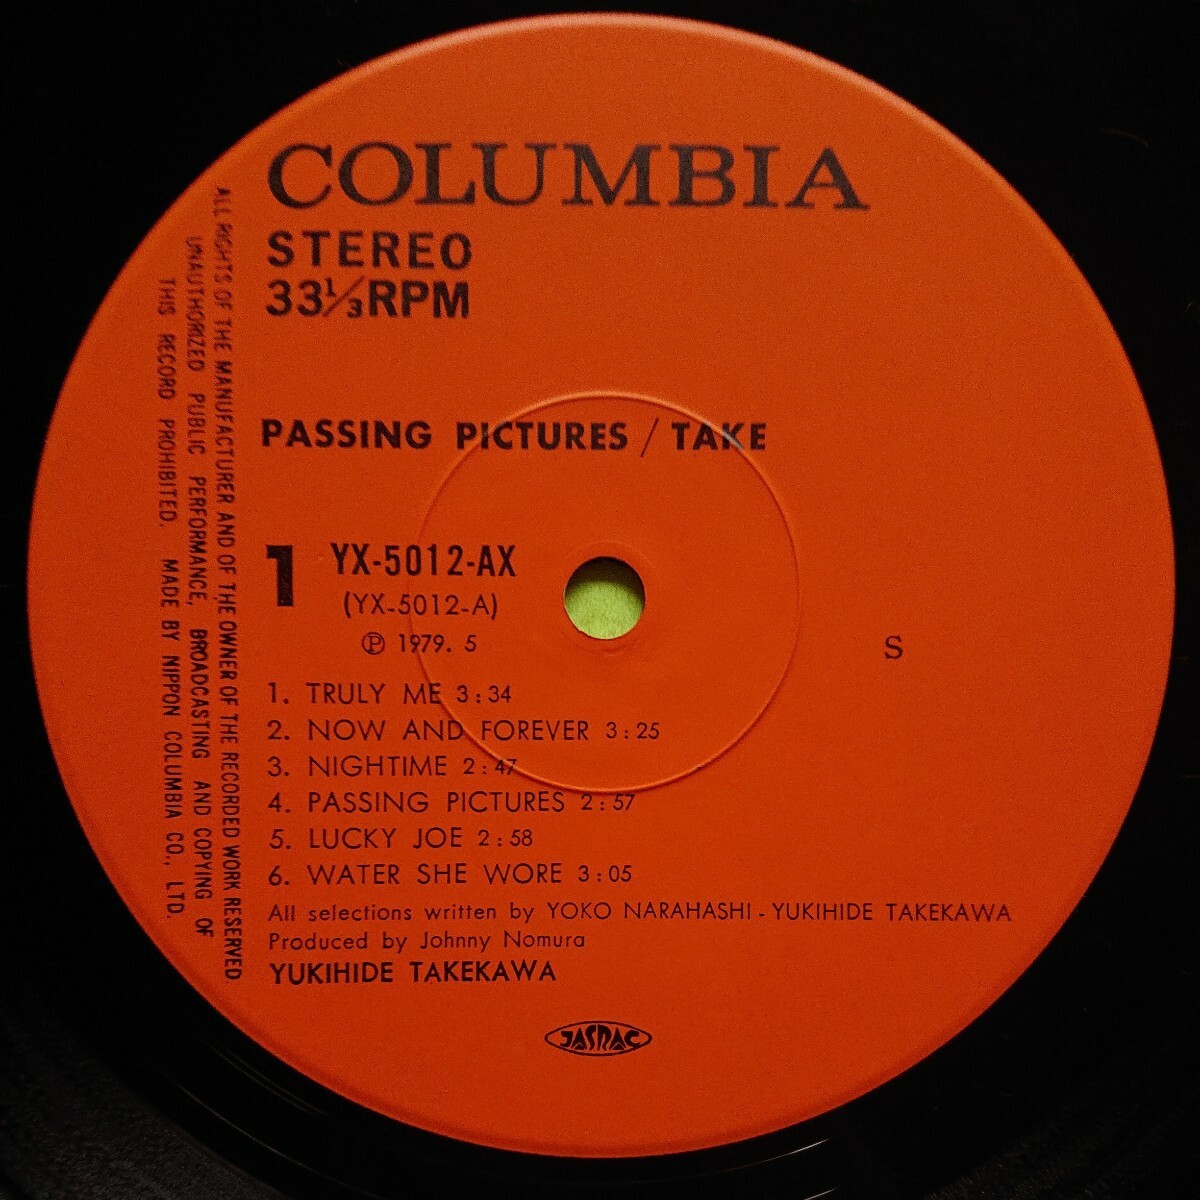 COLUMBIA
STEREO
33⅓RPM
PASSING PICTURES / TAKE
1 YX-5012-AX
(YX-5012-A)
Ⓟ 1979. 5
S
1. TRULY ME 3:34
2. NOW AND FOREVER 3:25
3. NIGHTIME 2:47
4. PASSING PICTURES 2:57
5. LUCKY JOE 2:58
6. WATER SHE WORE 3:05
All selections written by YOKO NARAHASHI - YUKIHIDE TAKEKAWA
Produced by Johnny Nomura
YUKIHIDE TAKEKAWA
JASRAC
ALL RIGHTS OF THE MANUFACTURER AND OF THE OWNER OF THE RECORDED WORK RESERVED.
UNAUTHORIZED PUBLIC PERFORMANCE, BROADCASTING AND COPYING OF
THIS RECORD PROHIBITED. MADE BY NIPPON COLUMBIA CO., LTD.